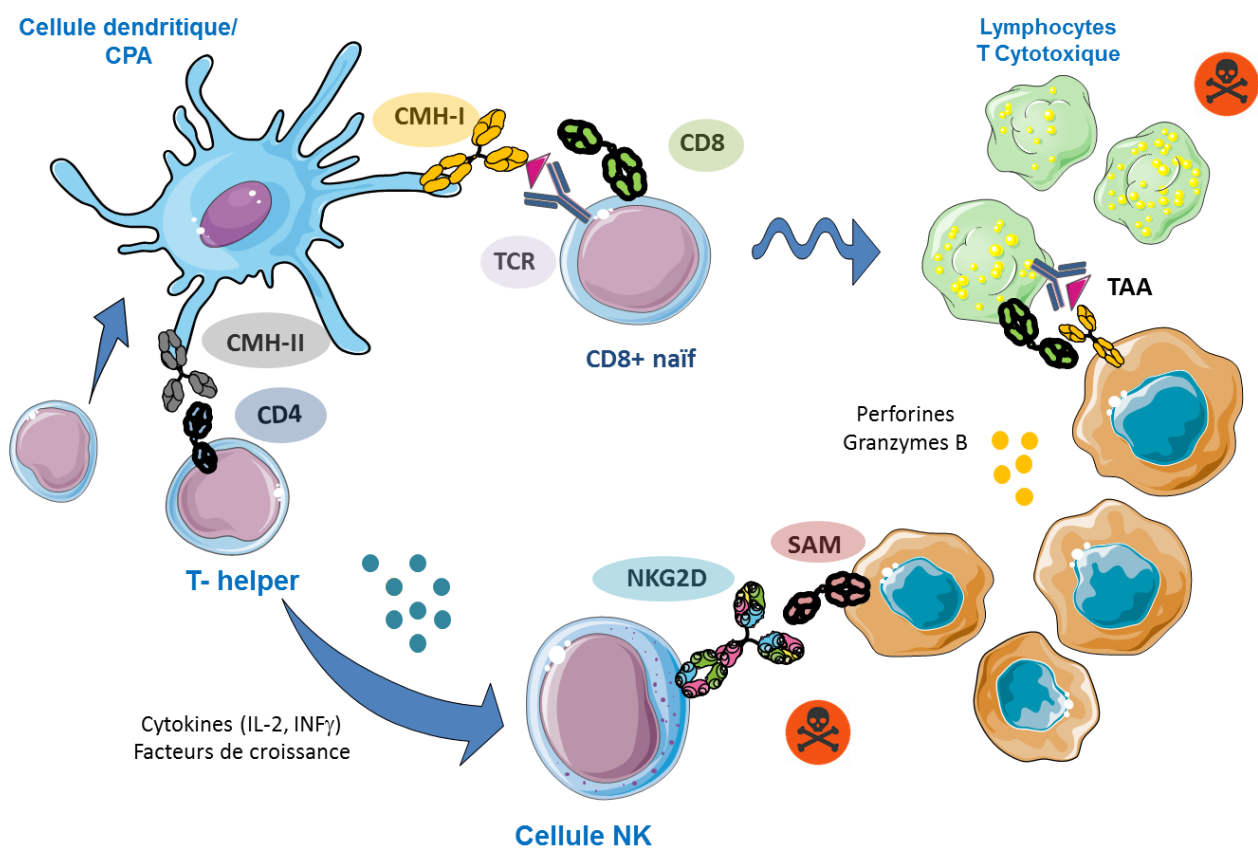 Cellule dendritique/
CPA
Lymphocytes
T Cytotoxique
CMH-I
CD8
TCR
TAA
CMH-II
CD8+ naïf
CD4
Perforines
Granzymes B
T- helper
SAM
NKG2D
Cytokines (IL-2, INFγ)
Facteurs de croissance
Cellule NK